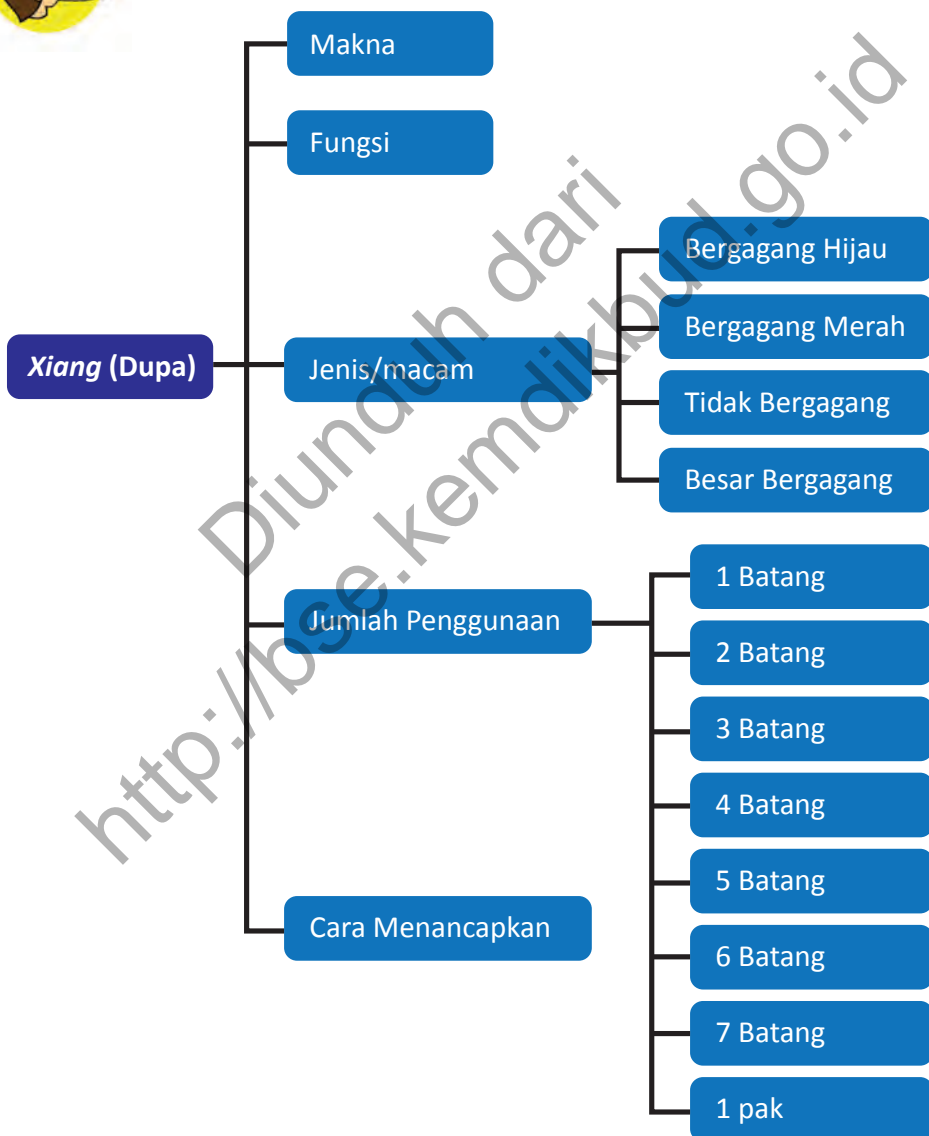 Makna
Fungsi
Bergagang Hijau
Bergagang Merah
Xiang (Dupa)
Jenis/macam
Tidak Bergagang
Besar Bergagang
1 Batang
Jumlah Penggunaan
2 Batang
3 Batang
4 Batang
5 Batang
Cara Menancapkan
6 Batang
7 Batang
1 pak
Diunduh dari
http://bse.kemdikbud.go.id